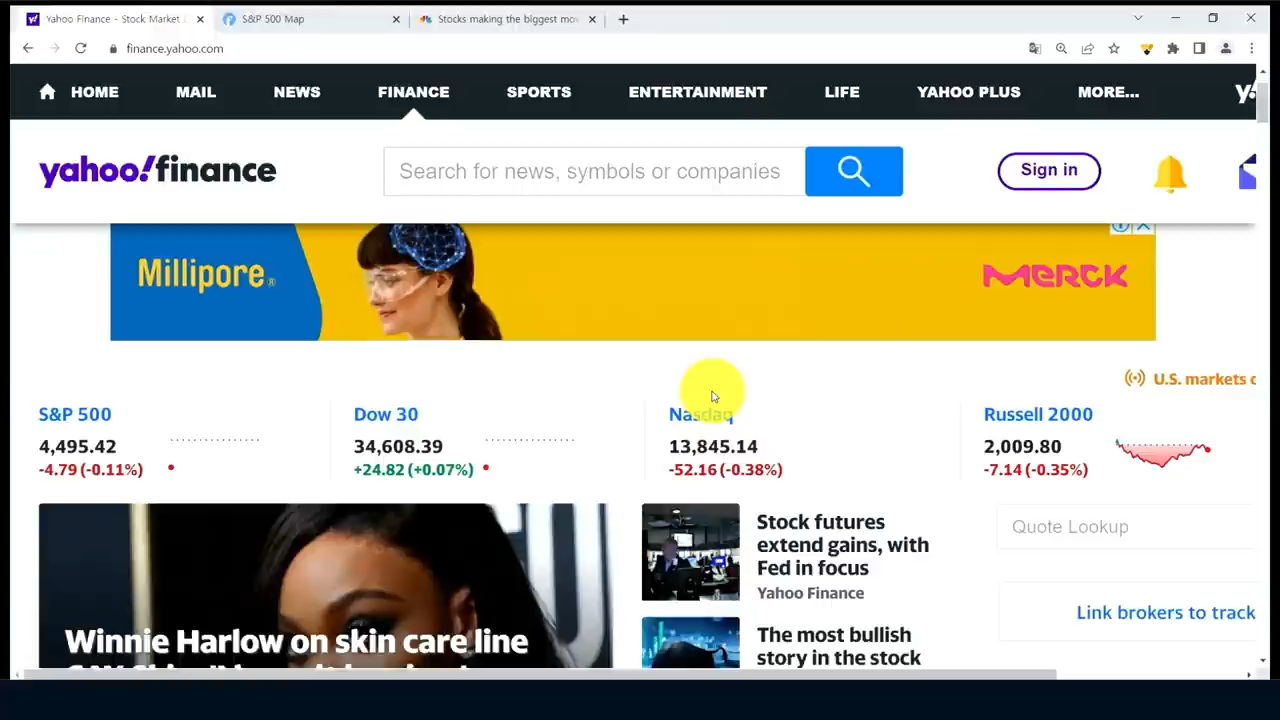 Yahoo Finance - Stock Market
S&P 500 Map
Stocks making the biggest mo
finance.yahoo.com
HOME
MAIL
NEWS
FINANCE
SPORTS
ENTERTAINMENT
LIFE
YAHOO PLUS
MORE...
y!
yahoo!finance
Search for news, symbols or companies
Sign in
Millipore®
MERCK
U.S. markets c
S&P 500
4,495.42
-4.79 (-0.11%)
Dow 30
34,608.39
+24.82 (+0.07%)
Nasdaq
13,845.14
-52.16 (-0.38%)
Russell 2000
2,009.80
-7.14 (-0.35%)
Winnie Harlow on skin care line
Stock futures
extend gains, with
Fed in focus
Yahoo Finance
The most bullish
story in the stock
Quote Lookup
Link brokers to track